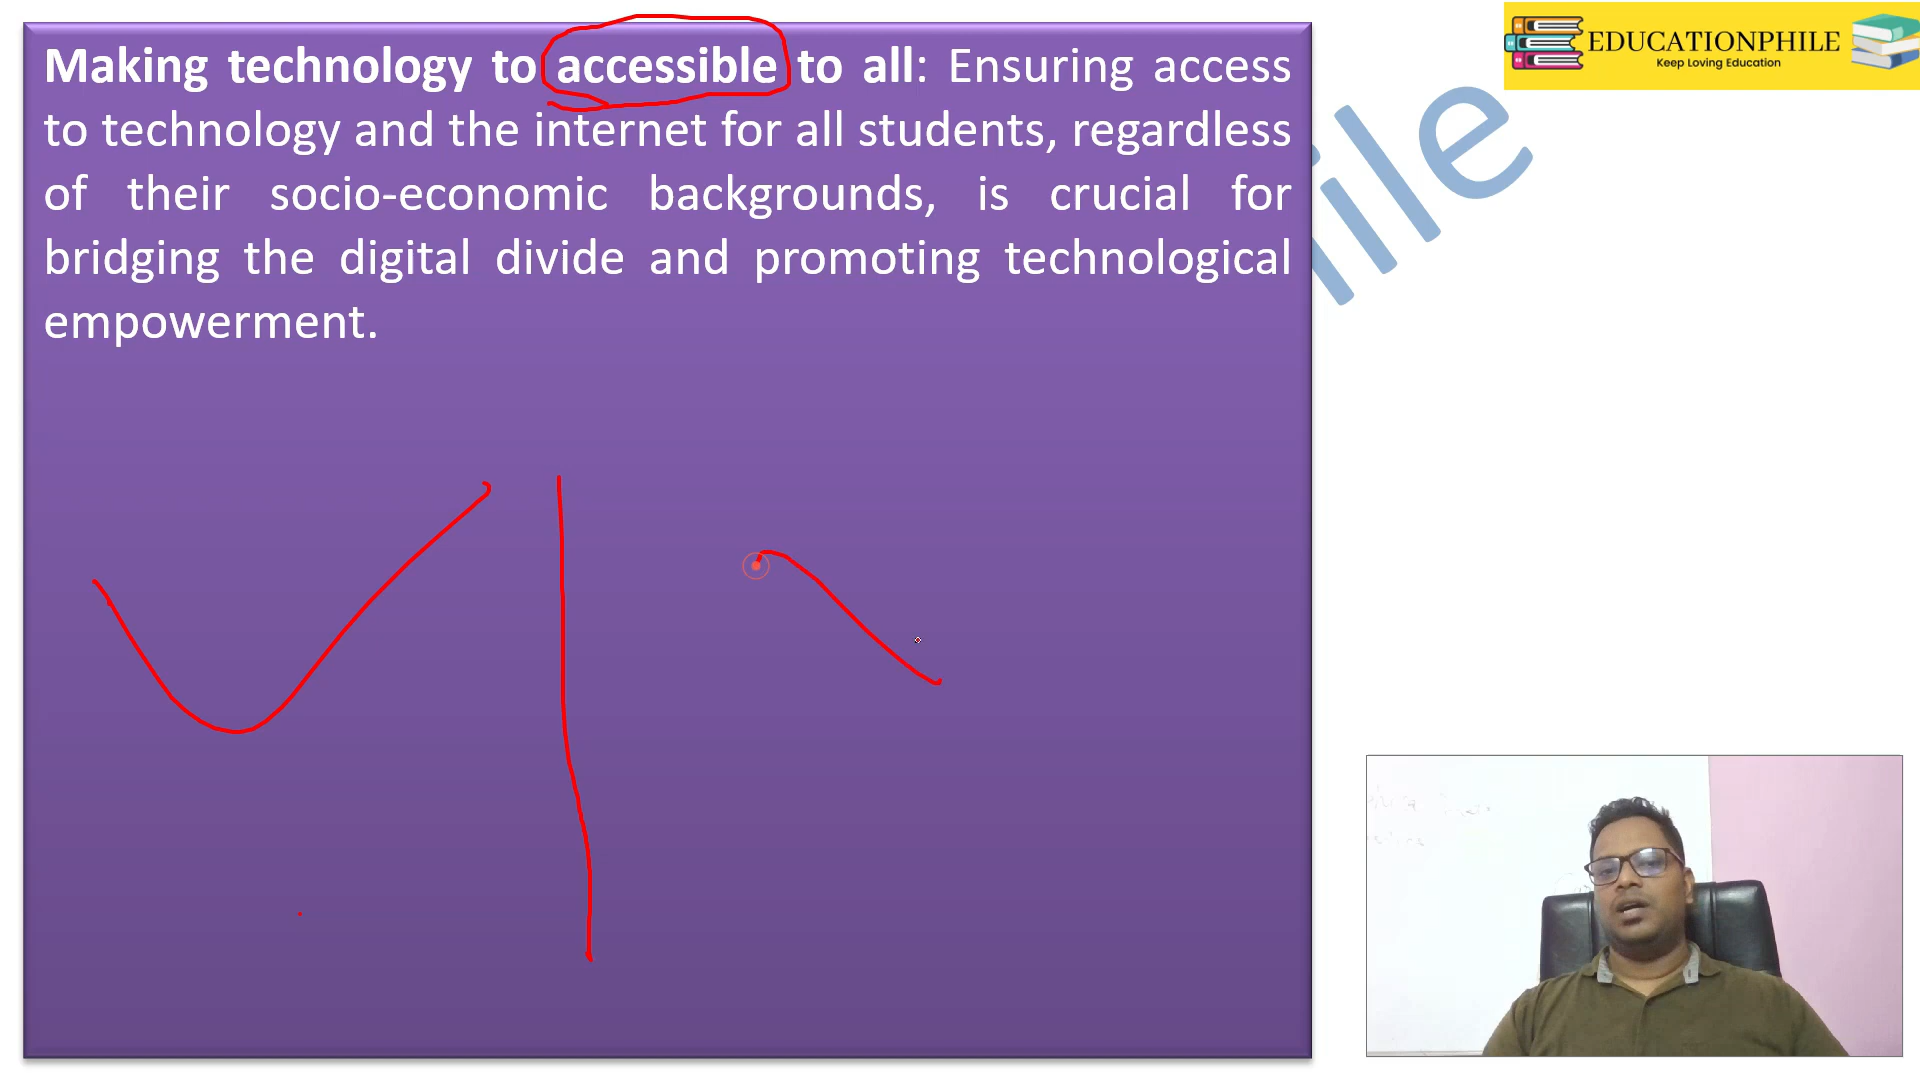 Making technology to accessible to all: Ensuring access
to technology and the internet for all students, regardless
of their socio-economic backgrounds, is crucial for
bridging the digital divide and promoting technological
empowerment.
EDUCATIONPHILE
Keep Loving Education
ile